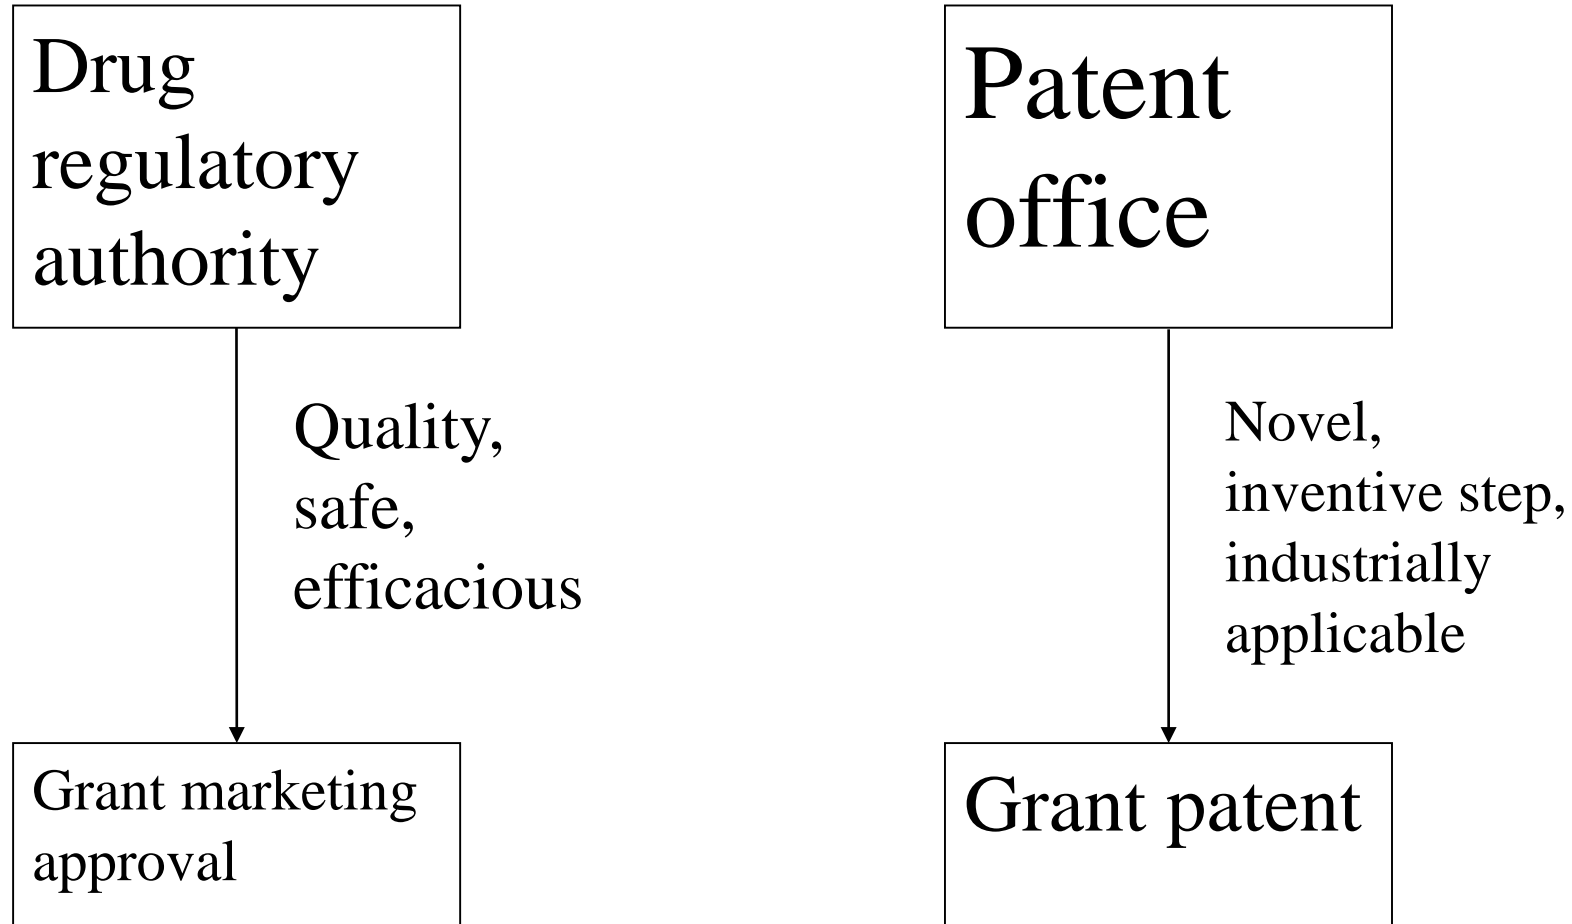 Drug
regulatory
authority
Quality,
safe,
efficacious
Grant marketing
approval
Patent
office
Novel,
inventive step,
industrially
applicable
Grant patent